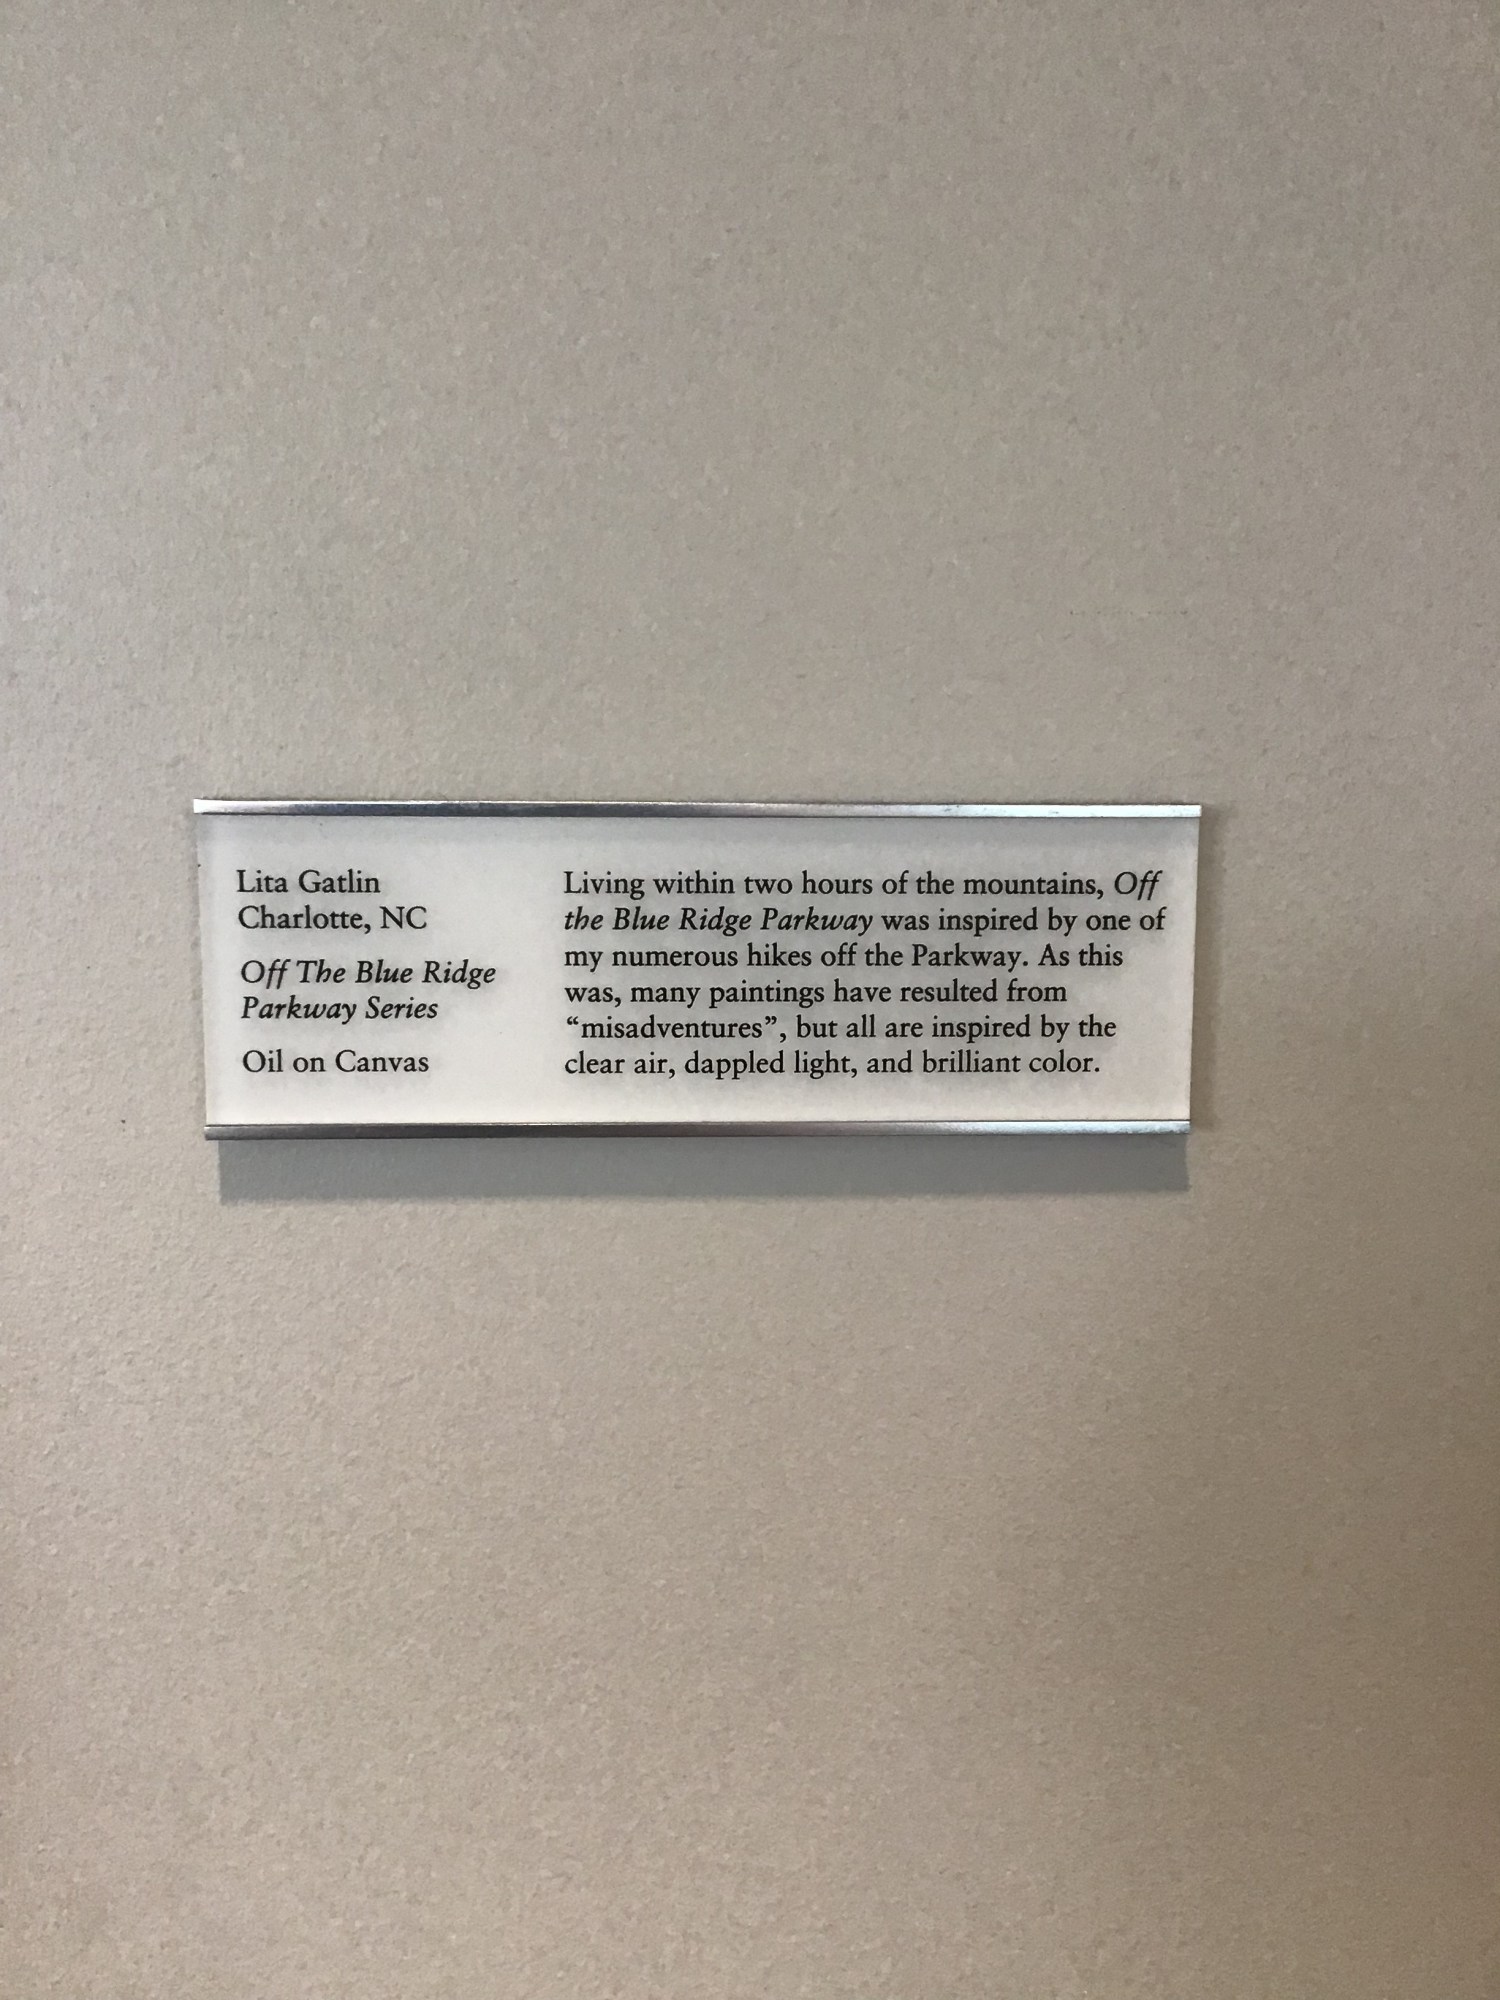 Lita Gatlin
Charlotte, NC
Off The Blue Ridge
Parkway Series
Oil on Canvas
Living within two hours of the mountains, Off
the Blue Ridge Parkway was inspired by one of
my numerous hikes off the Parkway. As this
was, many paintings have resulted from
“misadventures”, but all are inspired by the
clear air, dappled light, and brilliant color.